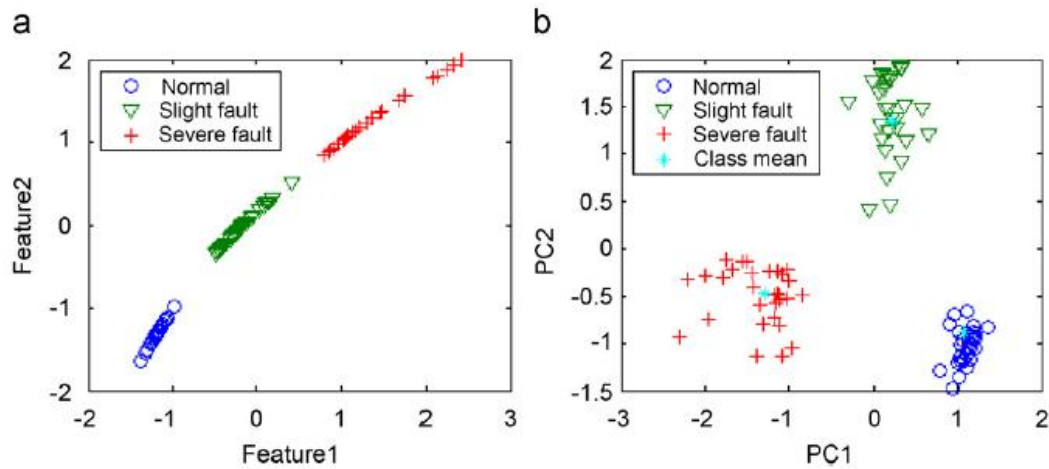 a
2
1
0
-1
-2
Feature2
Normal
Slight fault
Severe fault
-2
-1
0
1
2
3
Feature1
b
2
1.5
1
0.5
0
-0.5
-1
-1.5
PC2
Normal
Slight fault
Severe fault
Class mean
-3
-2
-1
0
1
2
PC1